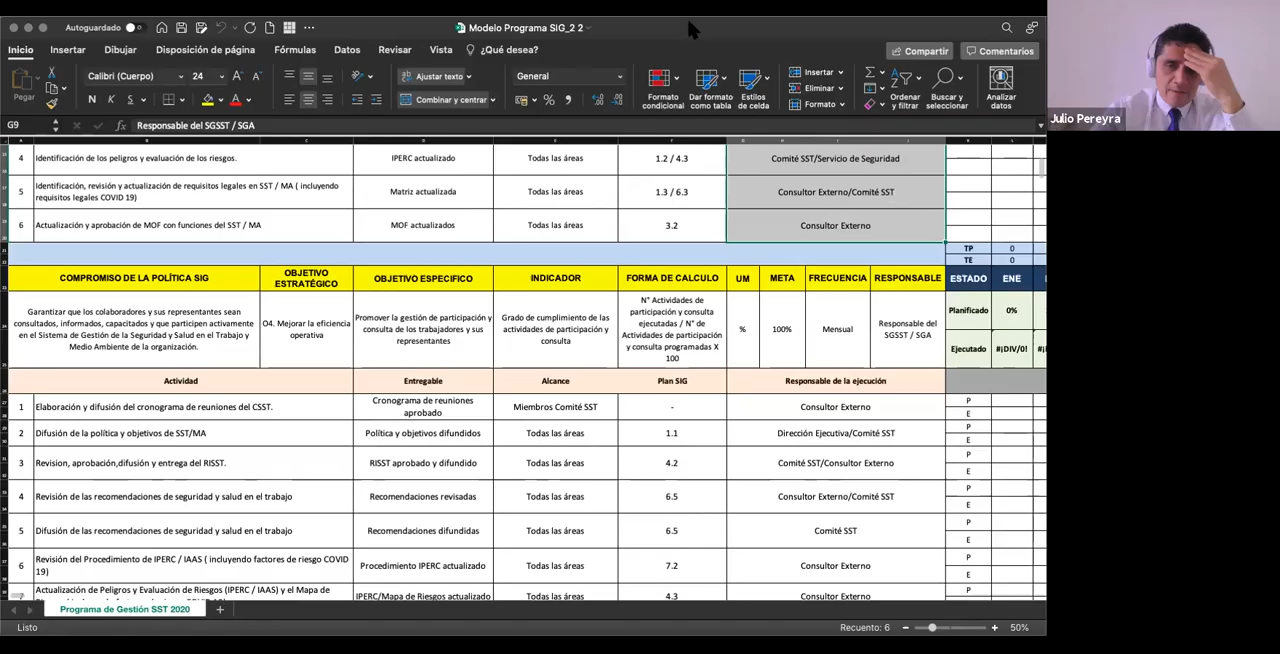 Autoguardado
Modelo Programa SIG_2 2
Inicio Insertar Dibujar Disposición de página Fórmulas Datos Revisar Vista ¿Qué desea? Compartir Comentarios
Pegar
Calibri (Cuerpo) 24 A^ A˅
N K S A
Ajustar texto
Combinar y centrar
General
%
Formato condicional
Dar formato como tabla
Estilos de celda
Insertar
Eliminar
Formato
Ordenar y filtrar
Buscar y seleccionar
Analizar datos
Julio Pereyra
G9 fx Responsable del SGSST / SGA
4 Identificación de los peligros y evaluación de los riesgos. IPERC actualizado Todas las áreas 1.2 / 4.3 Comité SST/Servicio de Seguridad
5 Identificación, revisión y actualización de requisitos legales en SST / MA ( incluyendo requisitos legales COVID 19) Matriz actualizada Todas las áreas 1.3 / 6.3 Consultor Externo/Comité SST
6 Actualización y aprobación de MOF con funciones del SST / MA MOF actualizados Todas las áreas 3.2 Consultor Externo
TP 0
TE 0
COMPROMISO DE LA POLÍTICA SIG OBJETIVO ESTRATÉGICO OBJETIVO ESPECIFICO INDICADOR FORMA DE CALCULO UM META FRECUENCIA RESPONSABLE ESTADO ENE
Garantizar que los colaboradores y sus representantes sean
consultados, informados, capacitados y que participen activamente
en el Sistema de Gestión de la Seguridad y Salud en el Trabajo y
Medio Ambiente de la organización.
O4. Mejorar la eficiencia
operativa
Promover la gestión de participación y
consulta de los trabajadores y sus
representantes
Grado de cumplimiento de las
actividades de participación y
consulta
N° Actividades de
participación y consulta
ejecutadas / N° de
Actividades de participación
y consulta programadas X
100
% 100% Mensual
Responsable del
SGSST / SGA
Planificado 0%
Ejecutado #¡DIV/0! #¡I
Actividad Entregable Alcance Plan SIG Responsable de la ejecución
1 Elaboración y difusión del cronograma de reuniones del CSST. Cronograma de reuniones aprobado Miembros Comité SST - Consultor Externo P
E
2 Difusión de la política y objetivos de SST/MA Política y objetivos difundidos Todas las áreas 1.1 Dirección Ejecutiva/Comité SST P
E
3 Revision, aprobación,difusión y entrega del RISST. RISST aprobado y difundido Todas las áreas 4.2 Comité SST/Consultor Externo P
E
4 Revisión de las recomendaciones de seguridad y salud en el trabajo Recomendaciones revisadas Todas las áreas 6.5 Consultor Externo/Comité SST P
E
5 Difusión de las recomendaciones de seguridad y salud en el trabajo Recomendaciones difundidas Todas las áreas 6.5 Comité SST P
E
6 Revisión del Procedimiento de IPERC / IAAS ( incluyendo factores de riesgo COVID 19) Procedimiento IPERC actualizado Todas las áreas 7.2 Consultor Externo P
E
7 Actualización de Peligros y Evaluación de Riesgos (IPERC / IAAS) y el Mapa de IPERC/Mapa de Riesgos actualizado Todas las áreas 4.3 Consultor Externo P
Programa de Gestión SST 2020 +
Listo Recuento: 6 − + 50%